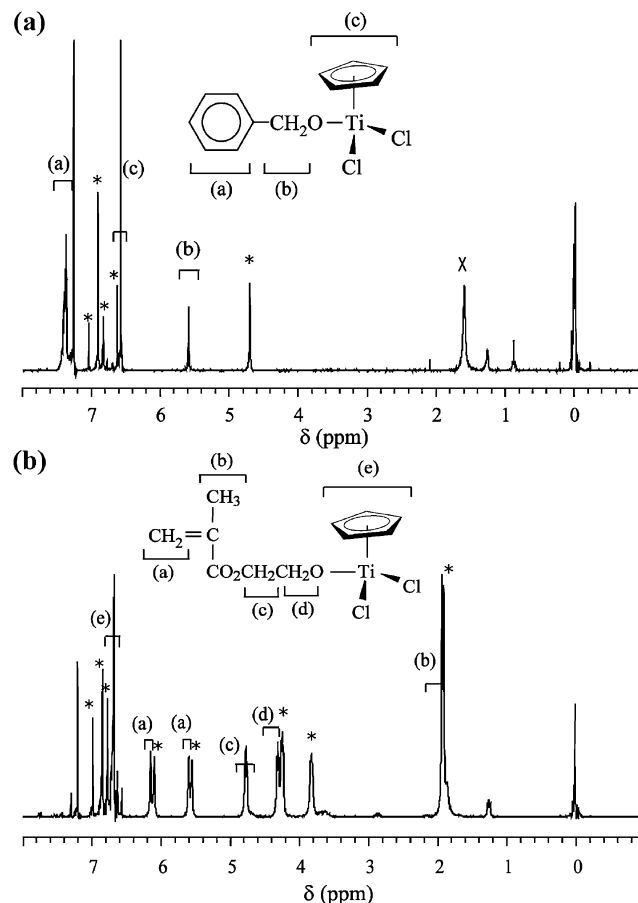 (a)
(c)
CH₂O
Ti
Cl
Cl
(a)
(b)
(a)
*
(c)
*
*
*
(b)
*
X
7
6
5
4
3
2
1
0
δ (ppm)
(b)
(b)
(e)
CH₃
CH₂=C
CO₂CH₂CH₂O
Ti
Cl
Cl
(a)
(c)
(d)
(e)
*
*
*
(a)
*
(a)
*
(c)
(d)
*
*
(b)
*
7
6
5
4
3
2
1
0
δ (ppm)